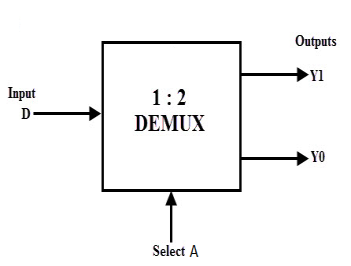 Outputs
Y1
Input
D
1 : 2
DEMUX
Y0
Select A